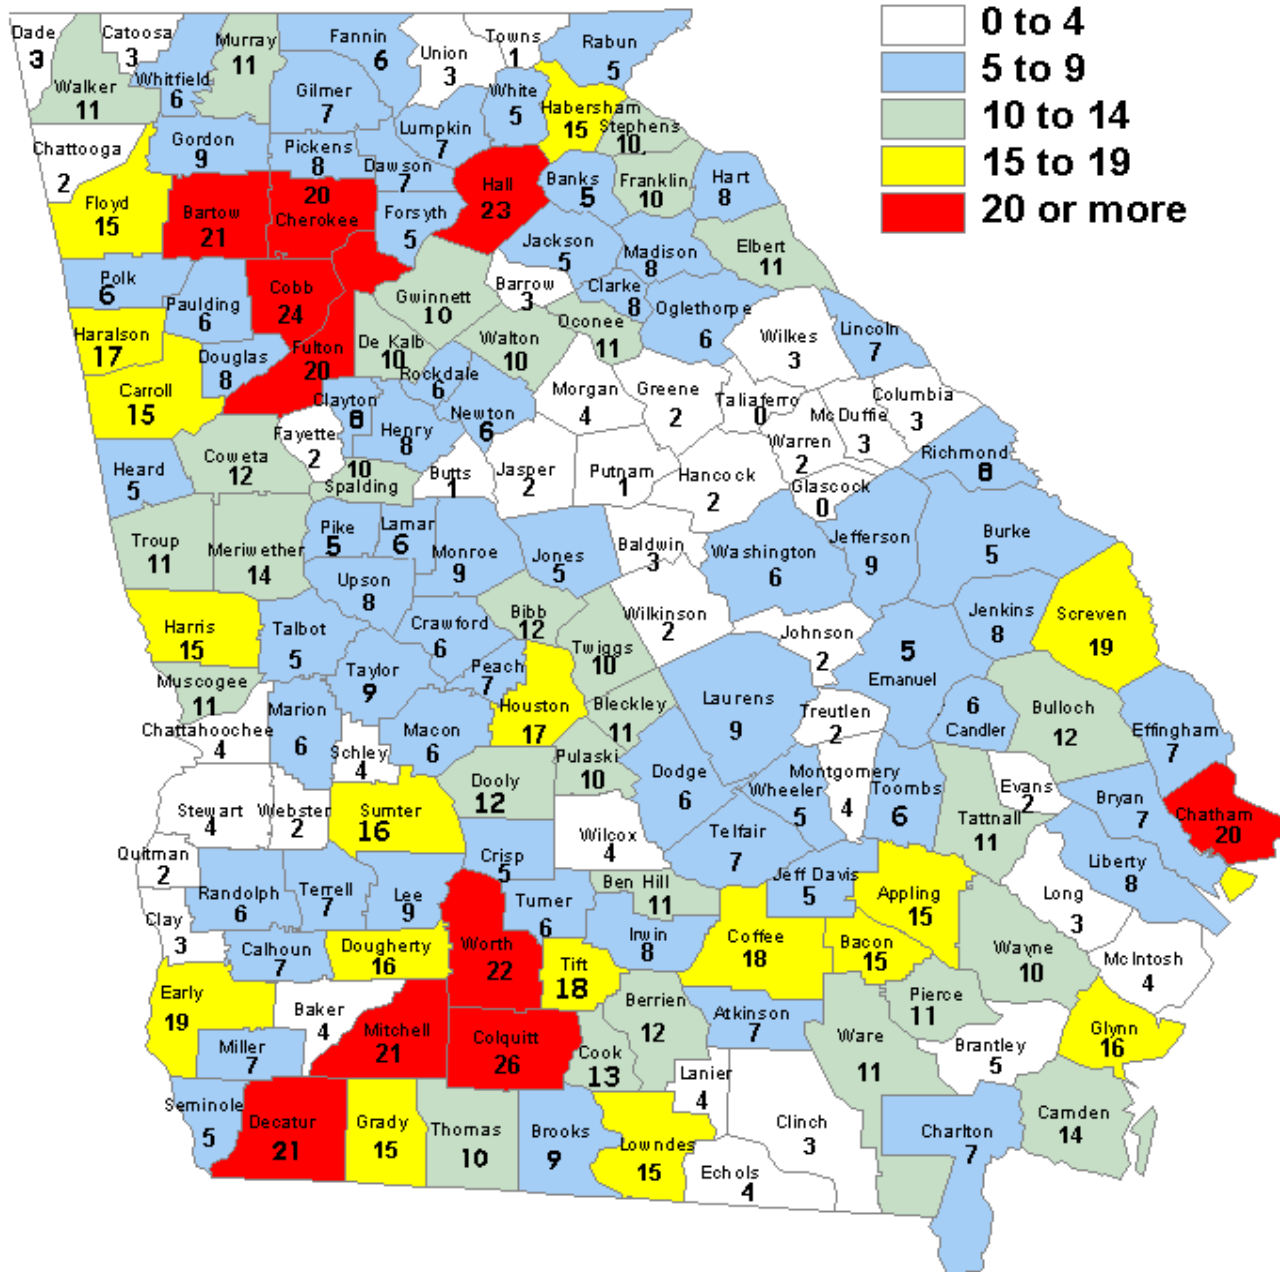 0 to 4
5 to 9
10 to 14
15 to 19
20 or more
Dade
3
Catoosa
3
Walker
11
Whitfield
6
Murray
11
Fannin
6
Gilmer
7
Union
3
Towns
1
Rabun
5
White
5
Habersham
15
Stephens
10
Lumpkin
7
Chattooga
2
Gordon
9
Pickens
8
Dawson
7
Floyd
15
Bartow
21
20
Cherokee
Forsyth
5
Hall
23
Banks
5
Franklin
10
Hart
8
Jackson
5
Madison
8
Elbert
11
Polk
6
Paulding
6
Cobb
24
Gwinnett
10
Barrow
3
Clarke
8
Oglethorpe
6
Haralson
17
Douglas
8
Fulton
20
De Kalb
10
Walton
10
Oconee
11
Wilkes
3
Lincoln
7
Carroll
15
Rockdale
6
Clayton
8
Newton
6
Morgan
4
Greene
2
Taliaferro
0
Mc Duffie
3
Columbia
3
Fayette
2
Henry
8
Warren
2
Richmond
8
Heard
5
Coweta
12
10
Spalding
Butts
1
Jasper
2
Putnam
1
Hancock
2
Glascock
0
Troup
11
Meriwether
14
Pike
5
Lamar
6
Monroe
9
Jones
5
Baldwin
3
Washington
6
Jefferson
9
Burke
5
Upson
8
Harris
15
Talbot
5
Crawford
6
Bibb
12
Twiggs
10
Wilkinson
2
Johnson
2
5
Emanuel
Jenkins
8
Screven
19
Taylor
9
Peach
7
Muscogee
11
Houston
17
Bleckley
11
Laurens
9
Treutlen
2
6
Candler
Bulloch
12
Effingham
7
Chattahoochee
4
Marion
6
Schley
4
Macon
6
Dooly
12
Pulaski
10
Dodge
6
Montgomery
4
Wheeler
5
Toombs
6
Tattnall
11
Evans
2
Bryan
7
Chatham
20
Stewart
4
Webster
2
Sumter
16
Wilcox
4
Telfair
7
Quitman
2
Randolph
6
Terrell
7
Lee
9
Crisp
5
Turner
6
Ben Hill
11
Jeff Davis
5
Appling
15
Long
3
Liberty
8
Clay
3
Calhoun
7
Dougherty
16
Worth
22
Tift
18
Irwin
8
Coffee
18
Bacon
15
Wayne
10
Mc Intosh
4
Early
19
Baker
4
Mitchell
21
Colquitt
26
Berrien
12
Atkinson
7
Pierce
11
Miller
7
Cook
13
Ware
11
Brantley
5
Glynn
16
Seminole
5
Decatur
21
Grady
15
Thomas
10
Brooks
9
Lanier
4
Lowndes
15
Clinch
3
Echols
4
Charlton
7
Camden
14